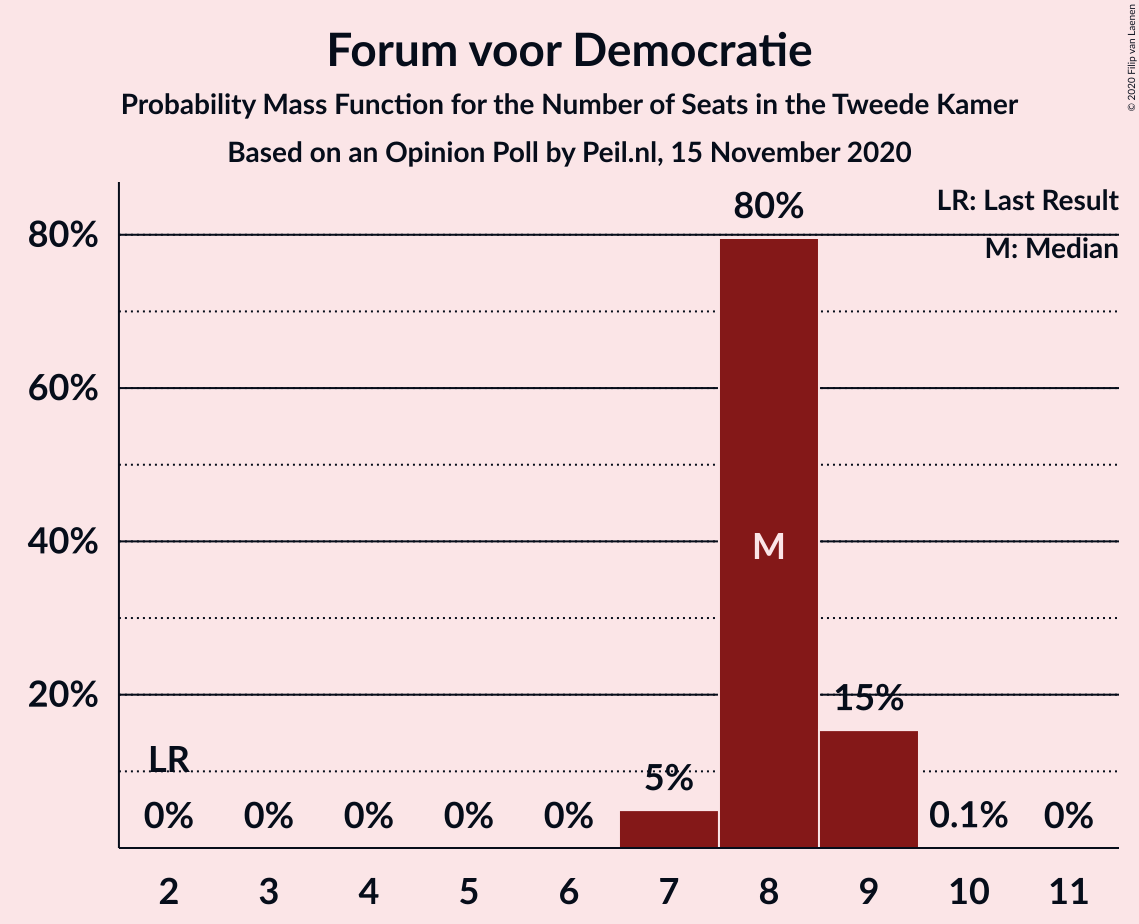 Forum voor Democratie
Probability Mass Function for the Number of Seats in the Tweede Kamer
Based on an Opinion Poll by Peil.nl, 15 November 2020
© 2020 Filip van Laenen
LR: Last Result
M: Median
80%
60%
40%
20%
LR
0%
0%
0%
0%
0%
5%
80%
M
15%
0.1%
0%
2 3 4 5 6 7 8 9 10 11